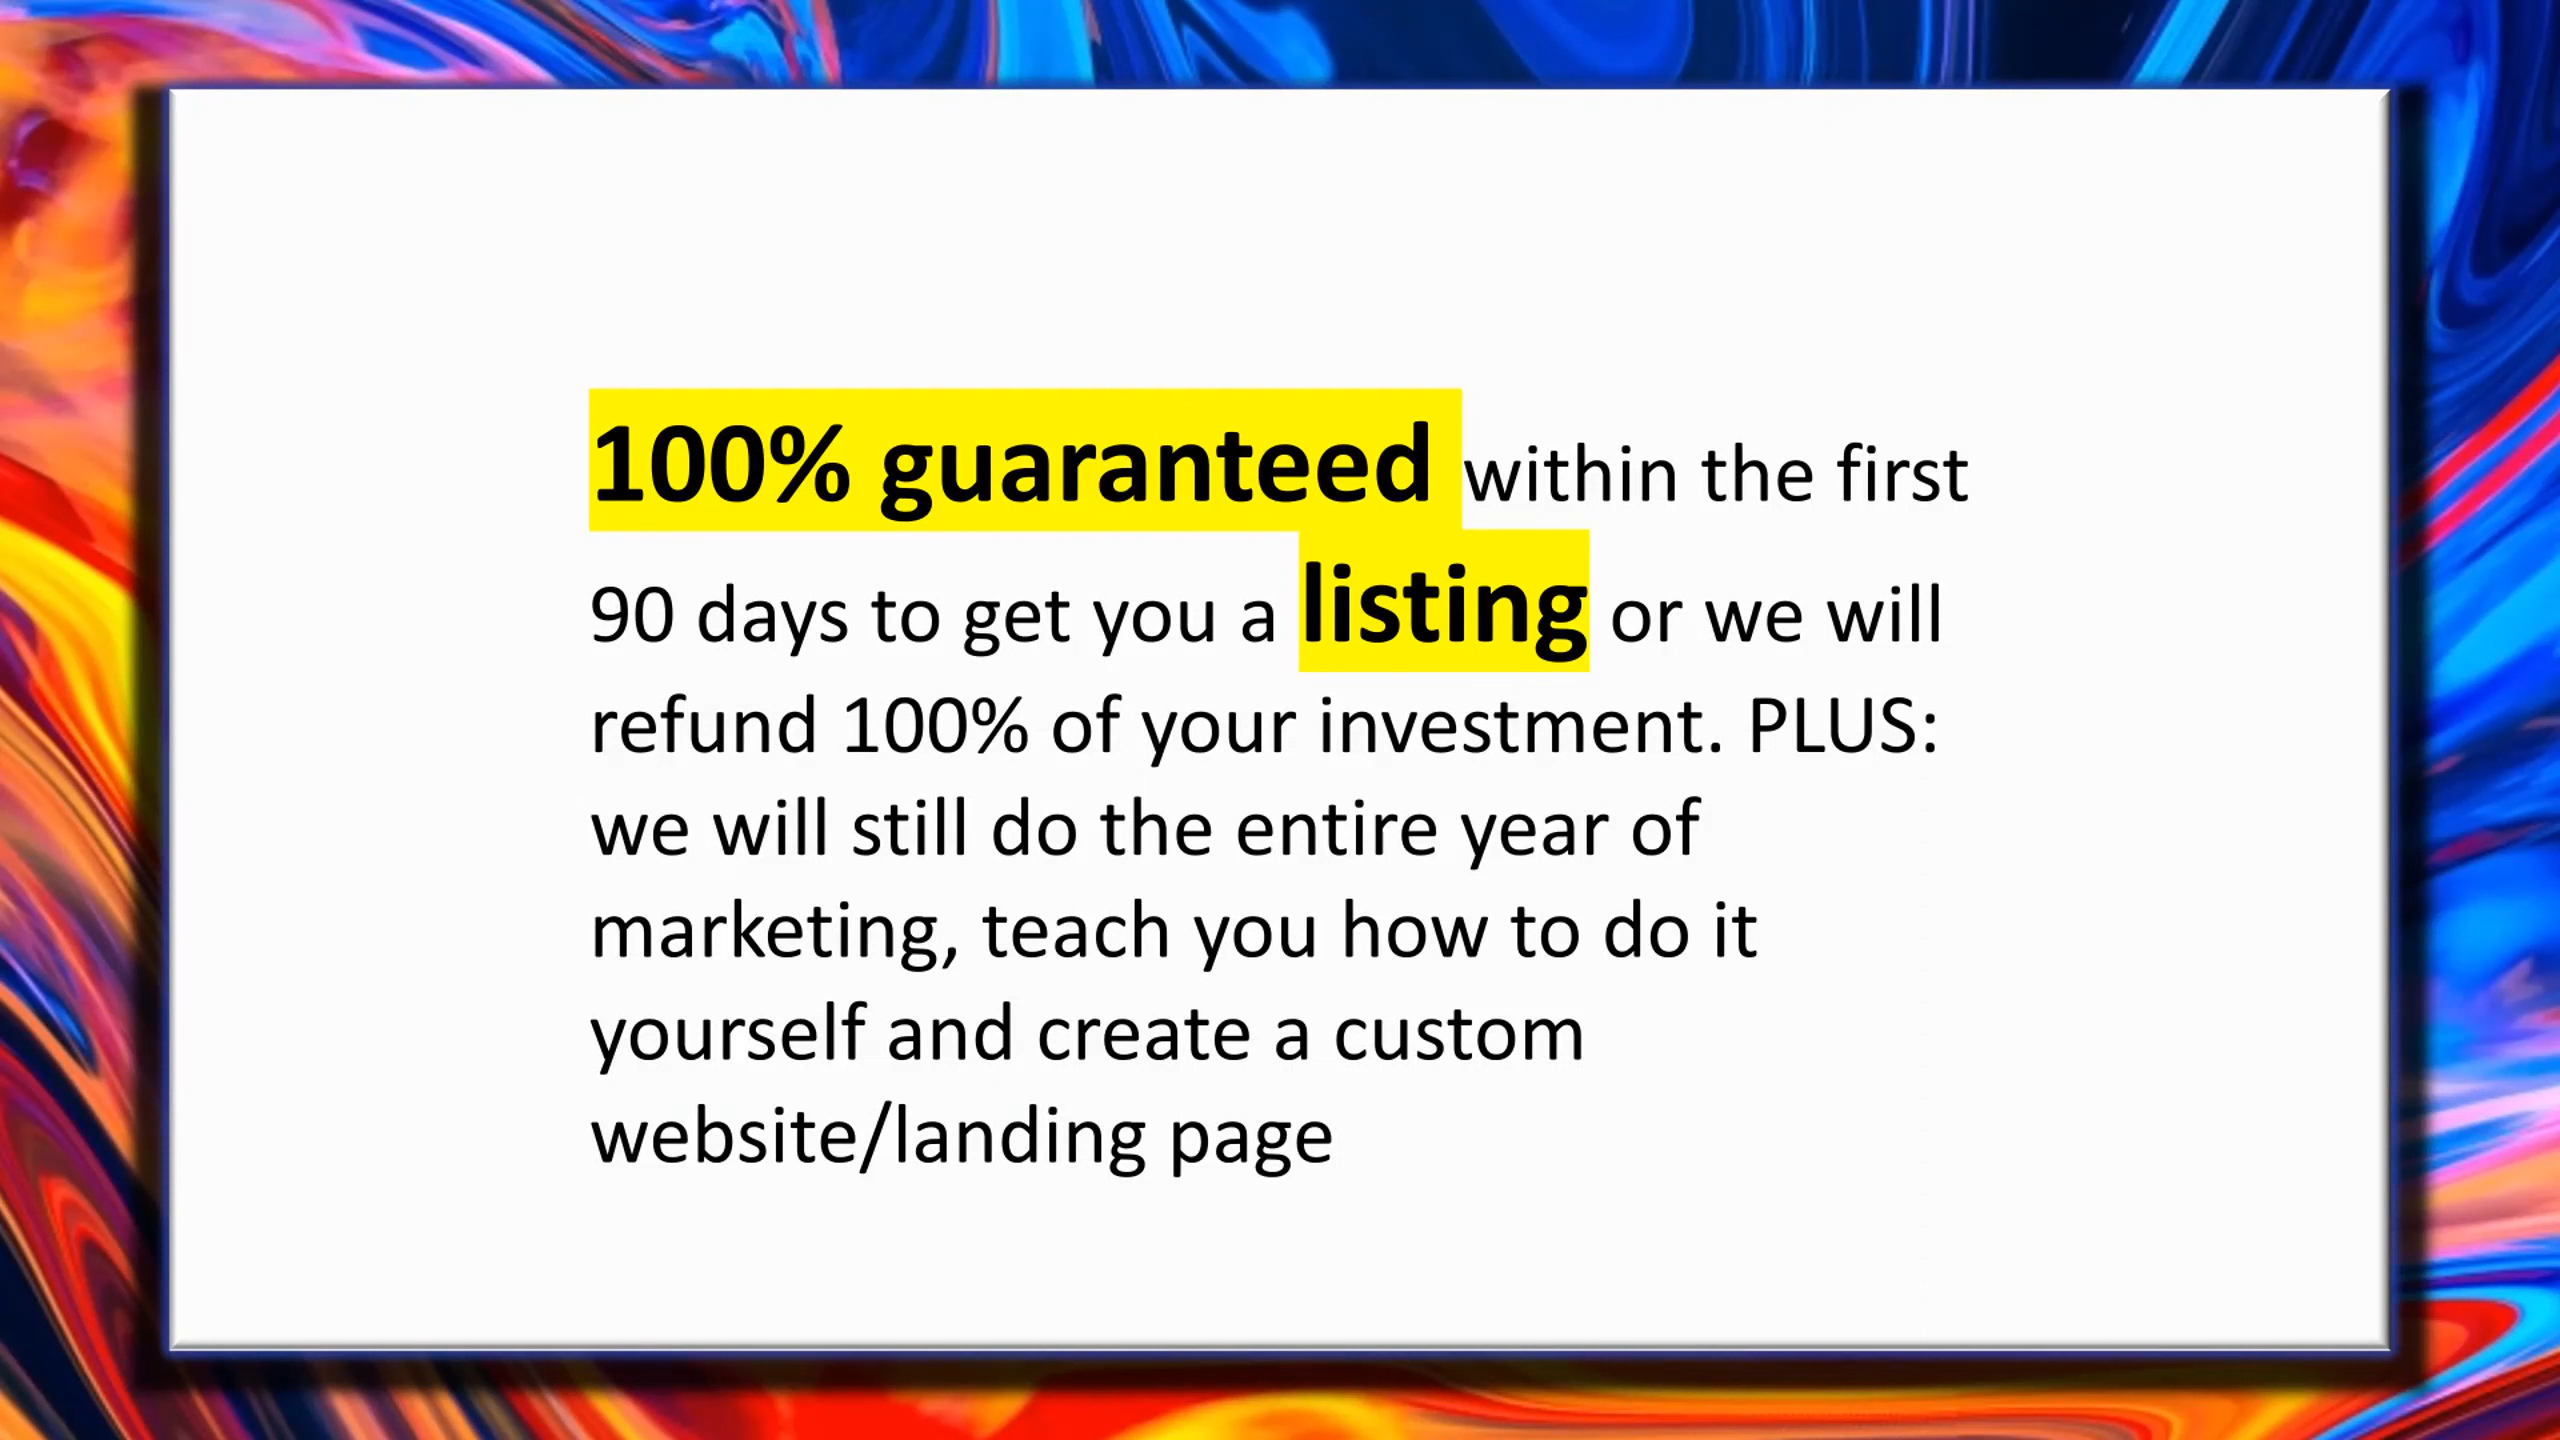 100% guaranteed within the first
90 days to get you a listing or we will
refund 100% of your investment. PLUS:
we will still do the entire year of
marketing, teach you how to do it
yourself and create a custom
website/landing page